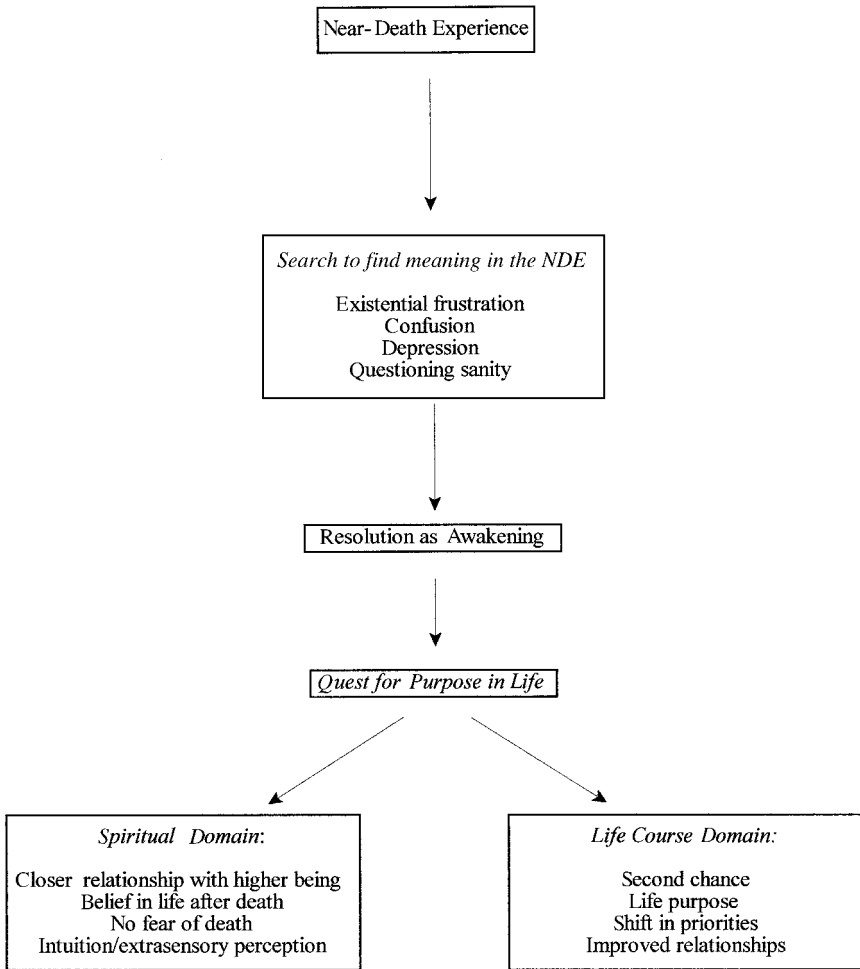 Near-Death Experience
Search to find meaning in the NDE
Existential frustration
Confusion
Depression
Questioning sanity
Resolution as Awakening
Quest for Purpose in Life
Spiritual Domain:
Closer relationship with higher being
Belief in life after death
No fear of death
Intuition/extrasensory perception
Life Course Domain:
Second chance
Life purpose
Shift in priorities
Improved relationships